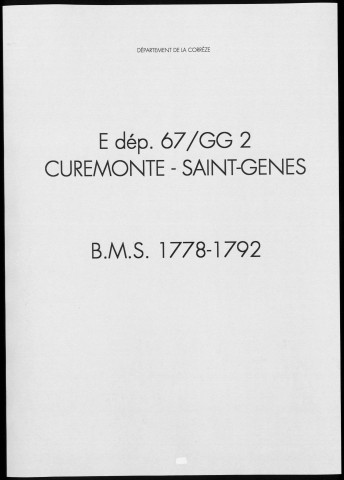 DÉPARTEMENT DE LA CORRÈZE
E dép. 67/GG 2
CUREMONTE - SAINT-GENES
B.M.S. 1778-1792